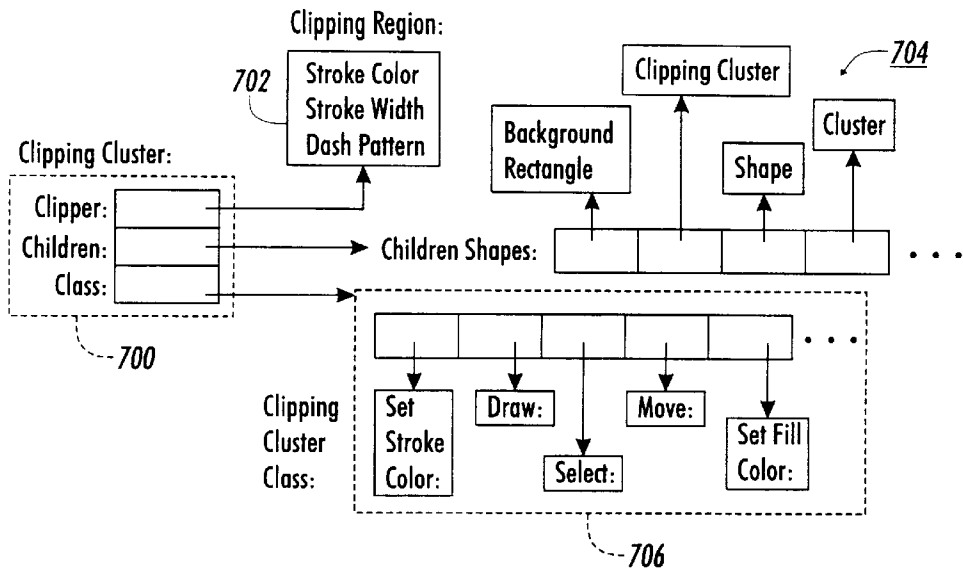 Clipping Region:
702
Stroke Color
Stroke Width
Dash Pattern
Clipping Cluster
704
Background
Rectangle
Shape
Cluster
Clipping Cluster:
Clipper:
Children:
Class:
700
Children Shapes:
Clipping
Cluster
Class:
Set
Stroke
Color:
Draw:
Select:
Move:
Set Fill
Color:
706